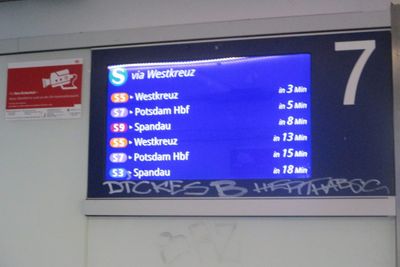 S via Westkreuz
7
S5 Westkreuz in 3 Min
S7 Potsdam Hbf in 5 Min
S9 Spandau in 8 Min
S5 Westkreuz in 13 Min
S7 Potsdam Hbf in 15 Min
S3 Spandau in 18 Min